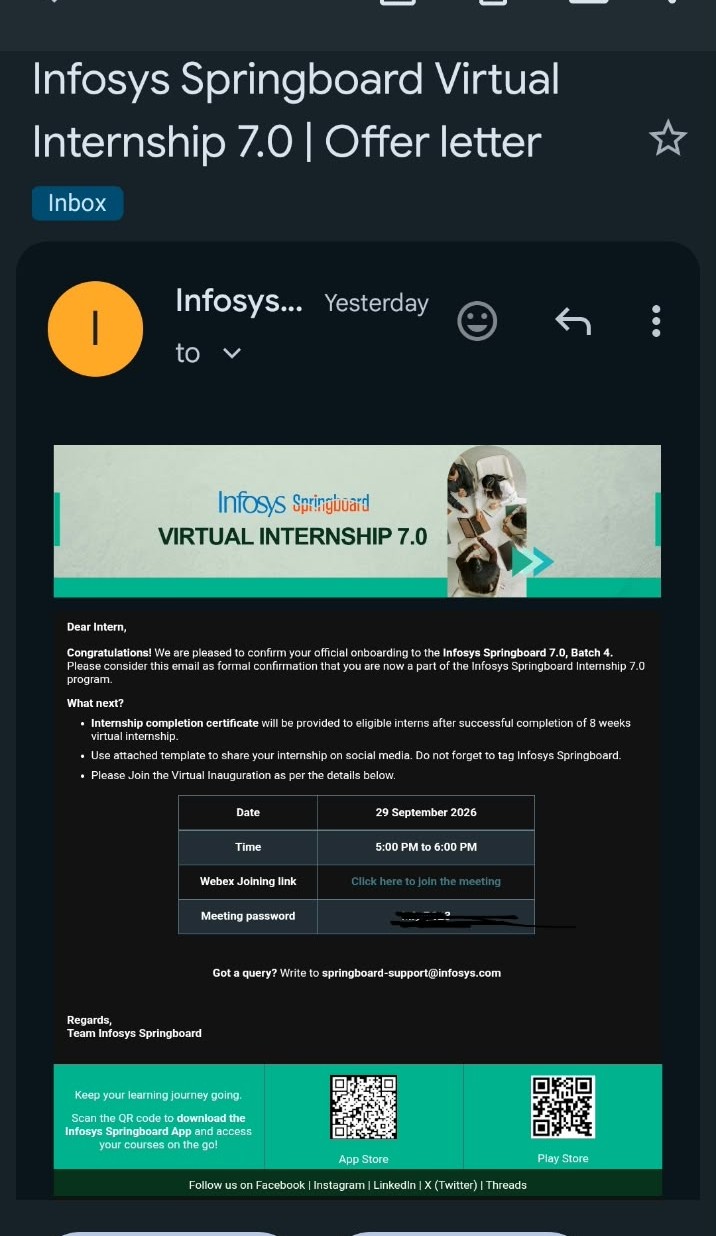 Infosys Springboard Virtual
Internship 7.0 | Offer letter
Inbox
I
Infosys... Yesterday
to
Infosys Springboard
VIRTUAL INTERNSHIP 7.0
Dear Intern,
Congratulations! We are pleased to confirm your official onboarding to the Infosys Springboard 7.0, Batch 4.
Please consider this email as formal confirmation that you are now a part of the Infosys Springboard Internship 7.0
program.
What next?
• Internship completion certificate will be provided to eligible interns after successful completion of 8 weeks
virtual internship.
• Use attached template to share your internship on social media. Do not forget to tag Infosys Springboard.
• Please Join the Virtual Inauguration as per the details below.
Date 29 September 2026
Time 5:00 PM to 6:00 PM
Webex Joining link Click here to join the meeting
Meeting password
Got a query? Write to springboard-support@infosys.com
Regards,
Team Infosys Springboard
Keep your learning journey going.
Scan the QR code to download the
Infosys Springboard App and access
your courses on the go!
App Store
Play Store
Follow us on Facebook | Instagram | LinkedIn | X (Twitter) | Threads